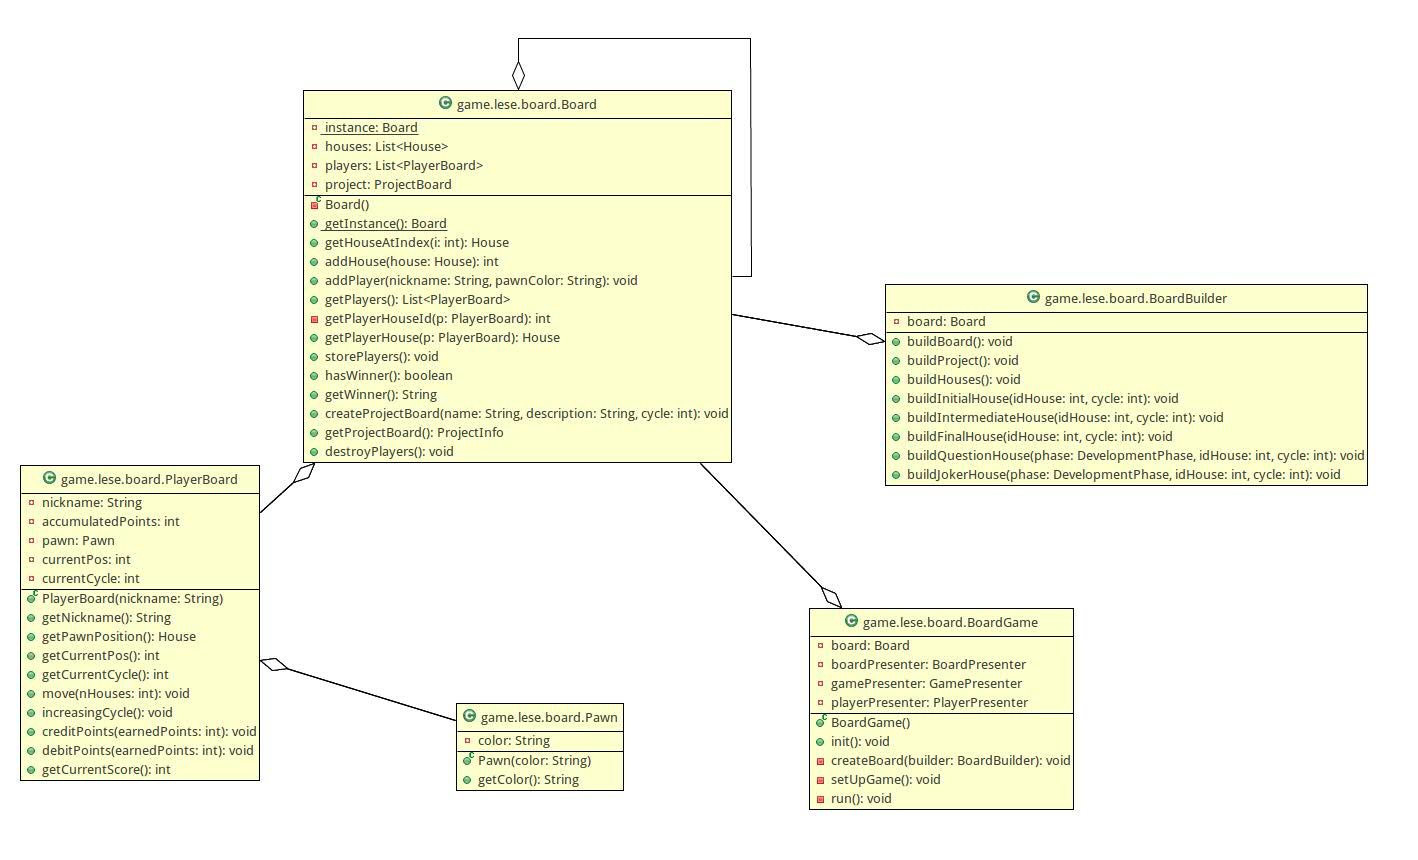 game.lese.board.Board
instance: Board
houses: List<House>
players: List<PlayerBoard>
project: ProjectBoard
Board()
getInstance(): Board
getHouseAtIndex(i: int): House
addHouse(house: House): int
addPlayer(nickname: String, pawnColor: String): void
getPlayers(): List<PlayerBoard>
getPlayerHouseId(p: PlayerBoard): int
getPlayerHouse(p: PlayerBoard): House
storePlayers(): void
hasWinner(): boolean
getWinner(): String
createProjectBoard(name: String, description: String, cycle: int): void
getProjectBoard(): ProjectInfo
destroyPlayers(): void
game.lese.board.BoardBuilder
board: Board
buildBoard(): void
buildProject(): void
buildHouses(): void
buildInitialHouse(idHouse: int, cycle: int): void
buildIntermediateHouse(idHouse: int, cycle: int): void
buildFinalHouse(idHouse: int, cycle: int): void
buildQuestionHouse(phase: DevelopmentPhase, idHouse: int, cycle: int): void
buildJokerHouse(phase: DevelopmentPhase, idHouse: int, cycle: int): void
game.lese.board.PlayerBoard
nickname: String
accumulatedPoints: int
pawn: Pawn
currentPos: int
currentCycle: int
PlayerBoard(nickname: String)
getNickname(): String
getPawnPosition(): House
getCurrentPos(): int
getCurrentCycle(): int
move(nHouses: int): void
increasingCycle(): void
creditPoints(earnedPoints: int): void
debitPoints(earnedPoints: int): void
getCurrentScore(): int
game.lese.board.Pawn
color: String
Pawn(color: String)
getColor(): String
game.lese.board.BoardGame
board: Board
boardPresenter: BoardPresenter
gamePresenter: GamePresenter
playerPresenter: PlayerPresenter
BoardGame()
init(): void
createBoard(builder: BoardBuilder): void
setUpGame(): void
run(): void